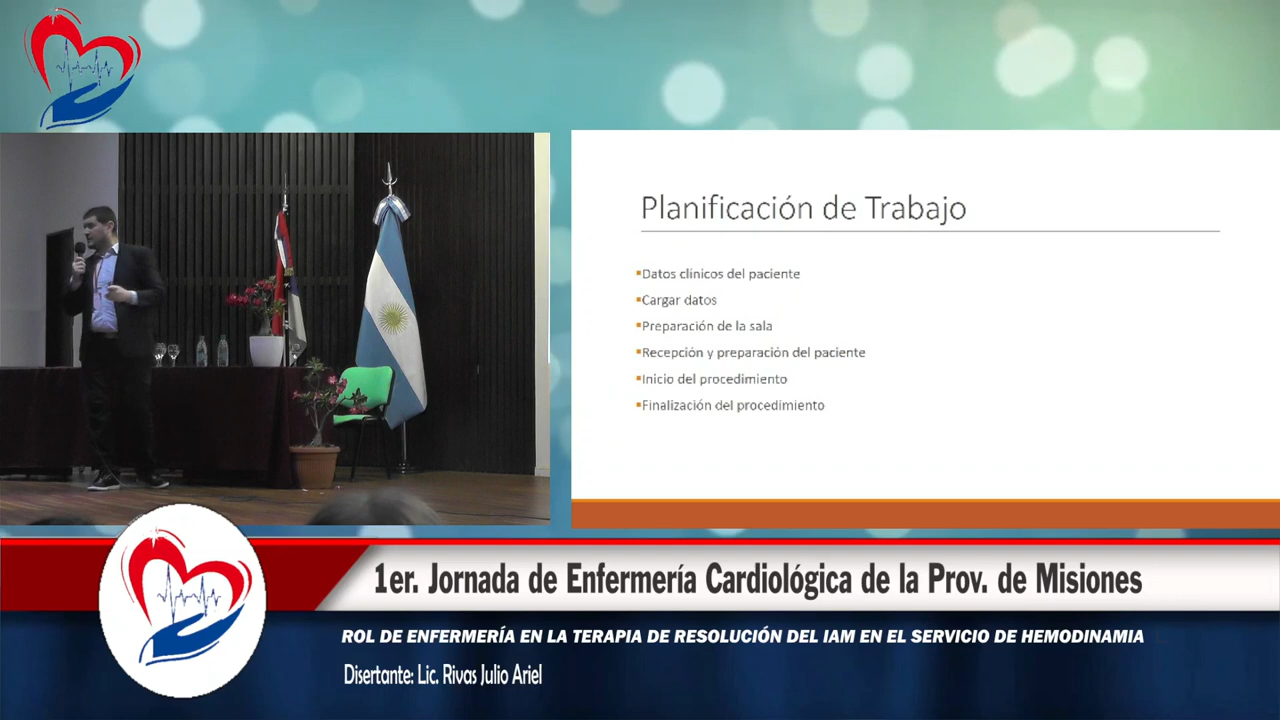 Planificación de Trabajo
Datos clinicos del paciente
Cargar datos
Preparación de la sala
Recepción y preparación del paciente
Inicio del procedimiento
Finalización del procedimiento
1er. Jornada de Enfermería Cardiológica de la Prov. de Misiones
ROL DE ENFERMERÍA EN LA TERAPIA DE RESOLUCIÓN DEL IAM EN EL SERVICIO DE HEMODINAMIA
Disertante: Lic. Rivas Julio Ariel